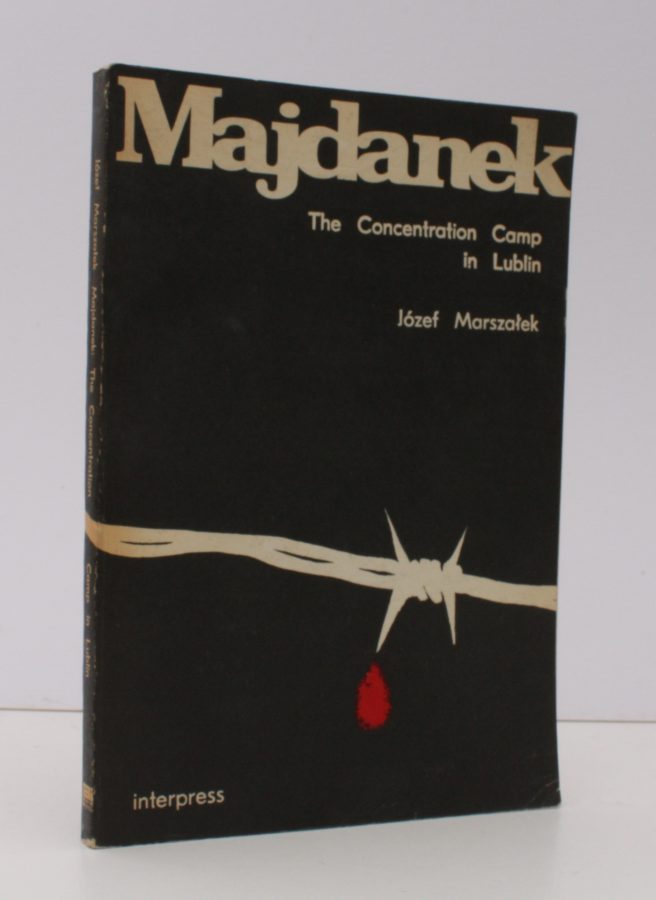 Majdanek
The Concentration Camp
in Lublin
Józef Marszałek
interpress
Józef Marszałek Majdanek: The Concentration Camp in Lublin